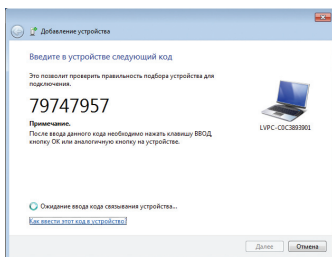 Добавление устройства
Введите в устройстве следующий код
Это позволит проверить правильность подбора устройства для
подключения.
79747957
Примечание.
После ввода данного кода необходимо нажать клавишу ВВОД,
кнопку ОК или аналогичную кнопку на устройстве.
LVPC-C0C3893901
Ожидание ввода кода связывания устройства...
Как ввести этот код в устройство?
Далее
Отмена